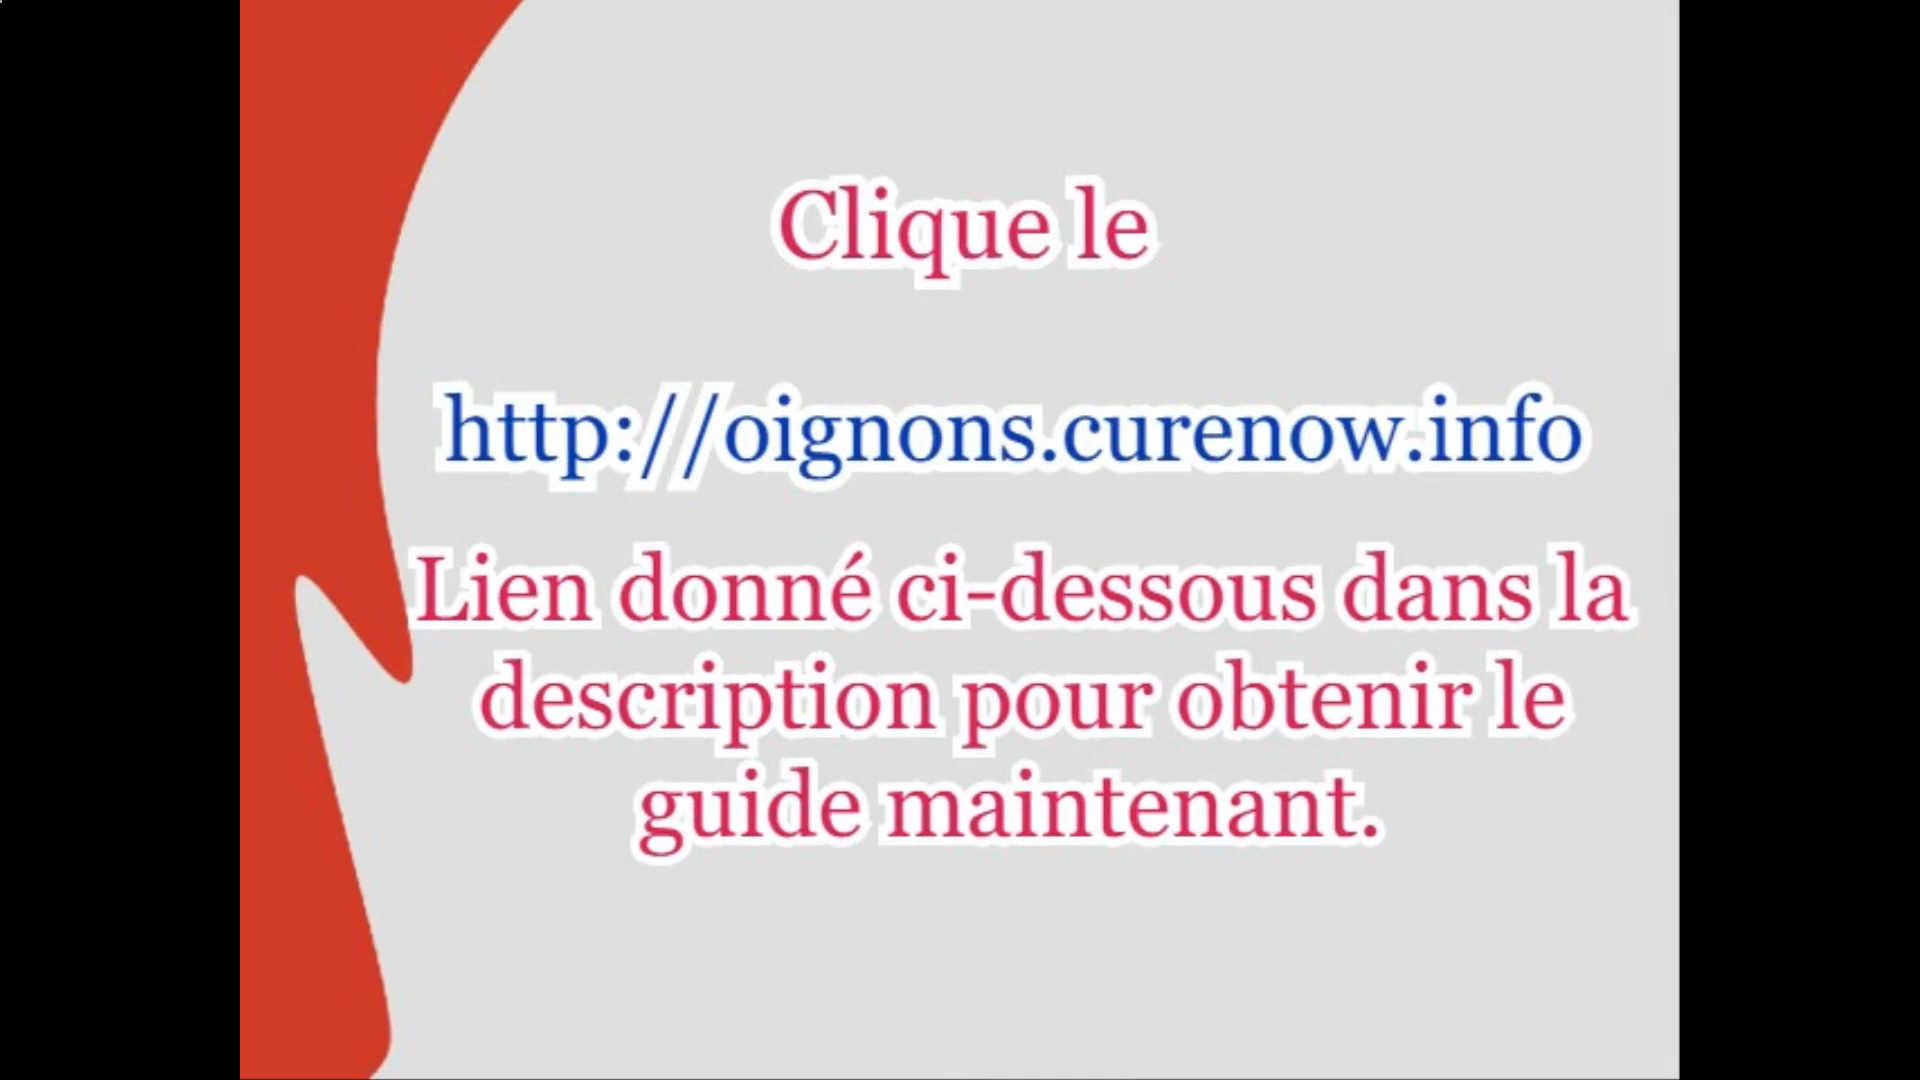 Clique le
http://oignons.curenow.info
Lien donné ci-dessous dans la
description pour obtenir le
guide maintenant.